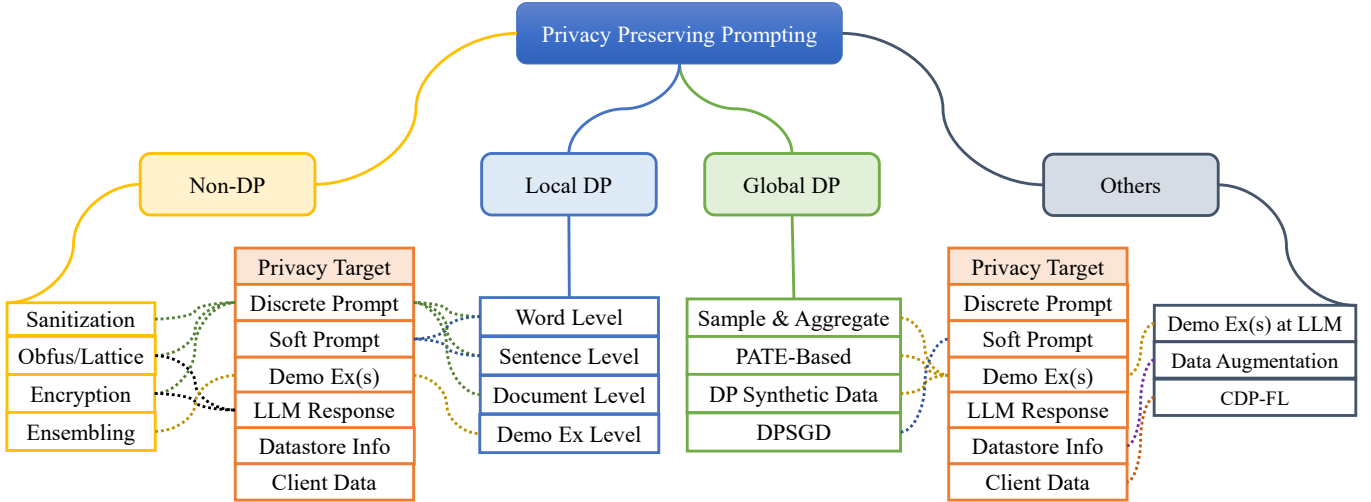 Privacy Preserving Prompting
Non-DP
Local DP
Global DP
Others
Sanitization
Obfus/Lattice
Encryption
Ensembling
Privacy Target
Discrete Prompt
Soft Prompt
Demo Ex(s)
LLM Response
Datastore Info
Client Data
Word Level
Sentence Level
Document Level
Demo Ex Level
Sample & Aggregate
PATE-Based
DP Synthetic Data
DPSGD
Privacy Target
Discrete Prompt
Soft Prompt
Demo Ex(s)
LLM Response
Datastore Info
Client Data
Demo Ex(s) at LLM
Data Augmentation
CDP-FL